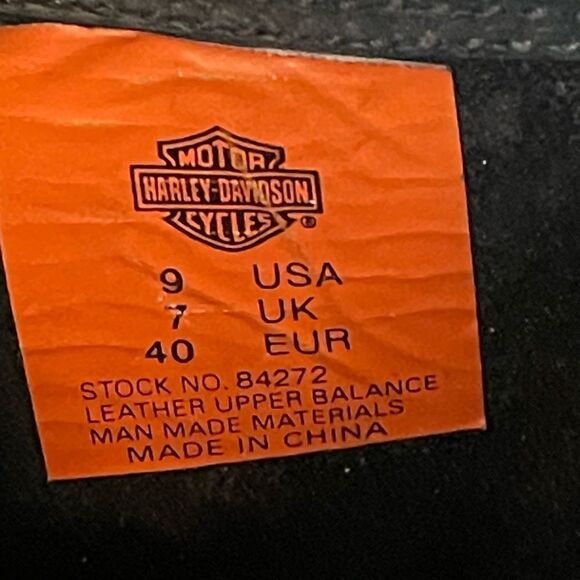 MOTOR
HARLEY-DAVIDSON
CYCLES ®
9 USA
7 UK
40 EUR
STOCK NO. 84272
LEATHER UPPER BALANCE
MAN MADE MATERIALS
MADE IN CHINA